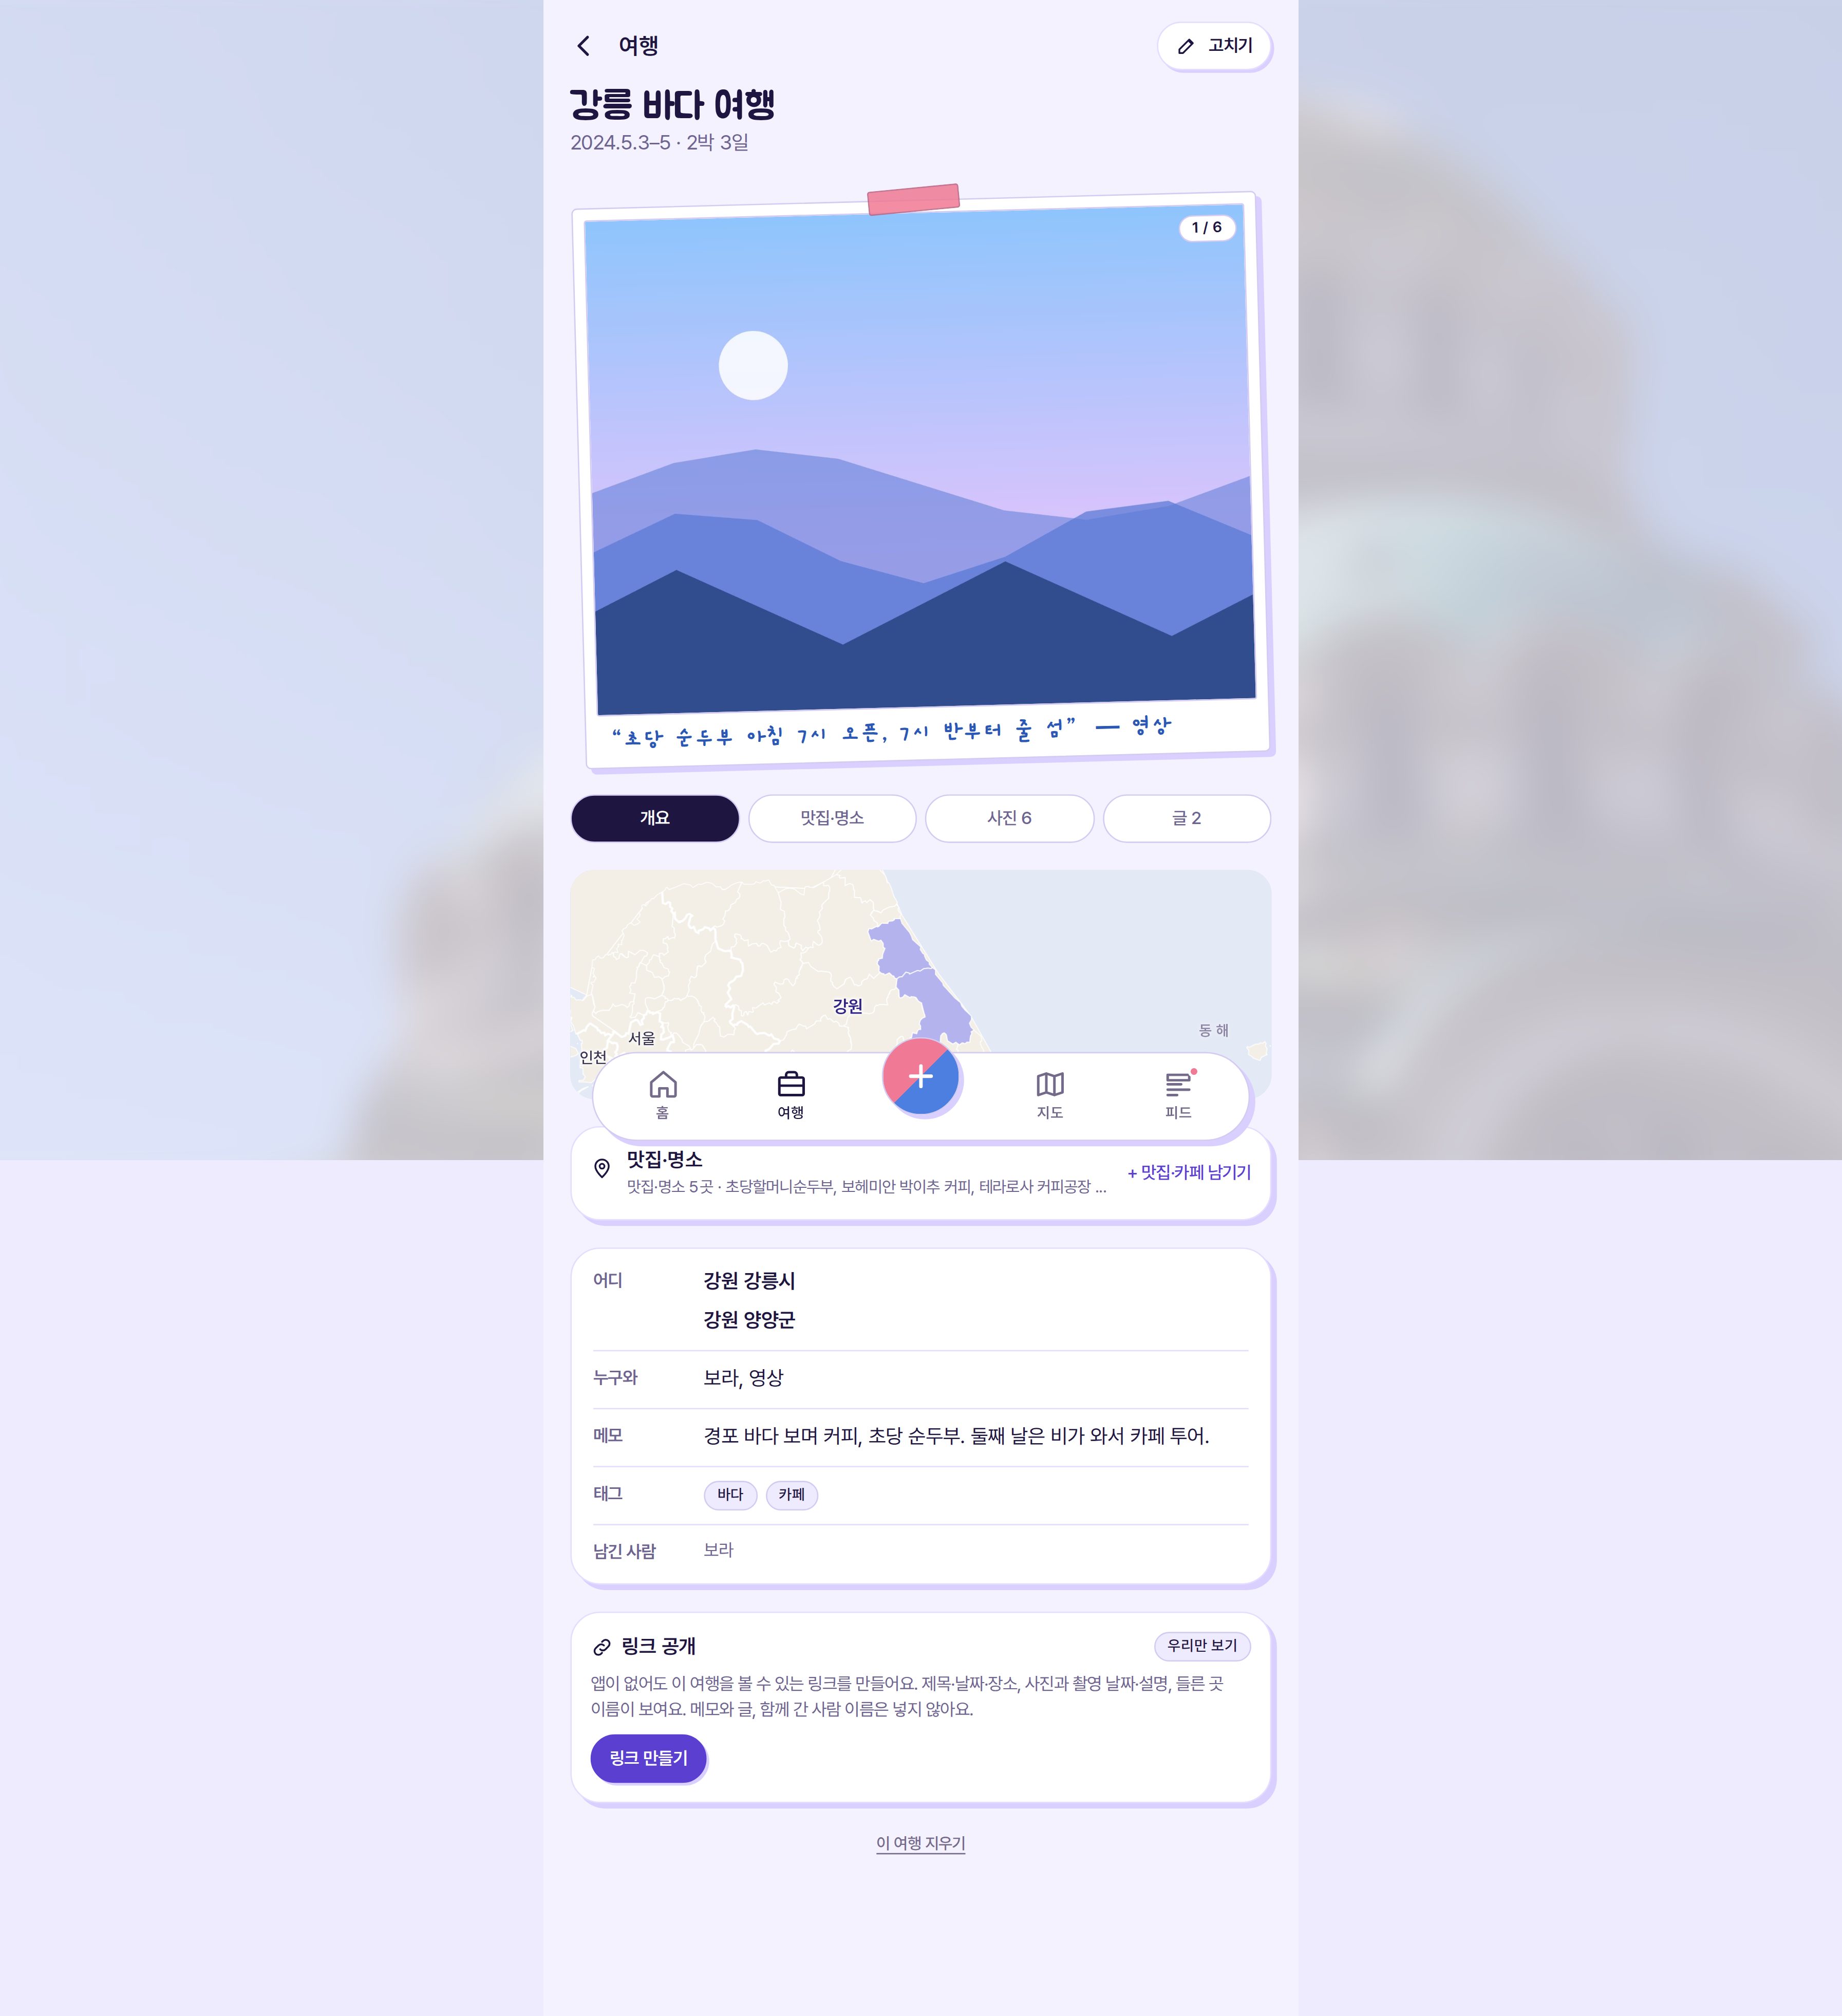 여행
고치기
강릉 바다 여행
2024.5.3–5 · 2박 3일
1 / 6
“초당 순두부 아침 7시 오픈, 7시 반부터 줄 섬” — 영상
개요
맛집·명소
사진 6
글 2
강원
서울
동 해
인천
홈
여행
지도
피드
맛집·명소
맛집·명소 5곳 · 초당할머니순두부, 보헤미안 박이추 커피, 테라로사 커피공장 ...
+ 맛집·카페 남기기
어디
강원 강릉시
강원 양양군
누구와
보라, 영상
메모
경포 바다 보며 커피, 초당 순두부. 둘째 날은 비가 와서 카페 투어.
태그
바다
카페
남긴 사람
보라
링크 공개
우리만 보기
앱이 없어도 이 여행을 볼 수 있는 링크를 만들어요. 제목·날짜·장소, 사진과 촬영 날짜·설명, 들른 곳
이름이 보여요. 메모와 글, 함께 간 사람 이름은 넣지 않아요.
링크 만들기
이 여행 지우기